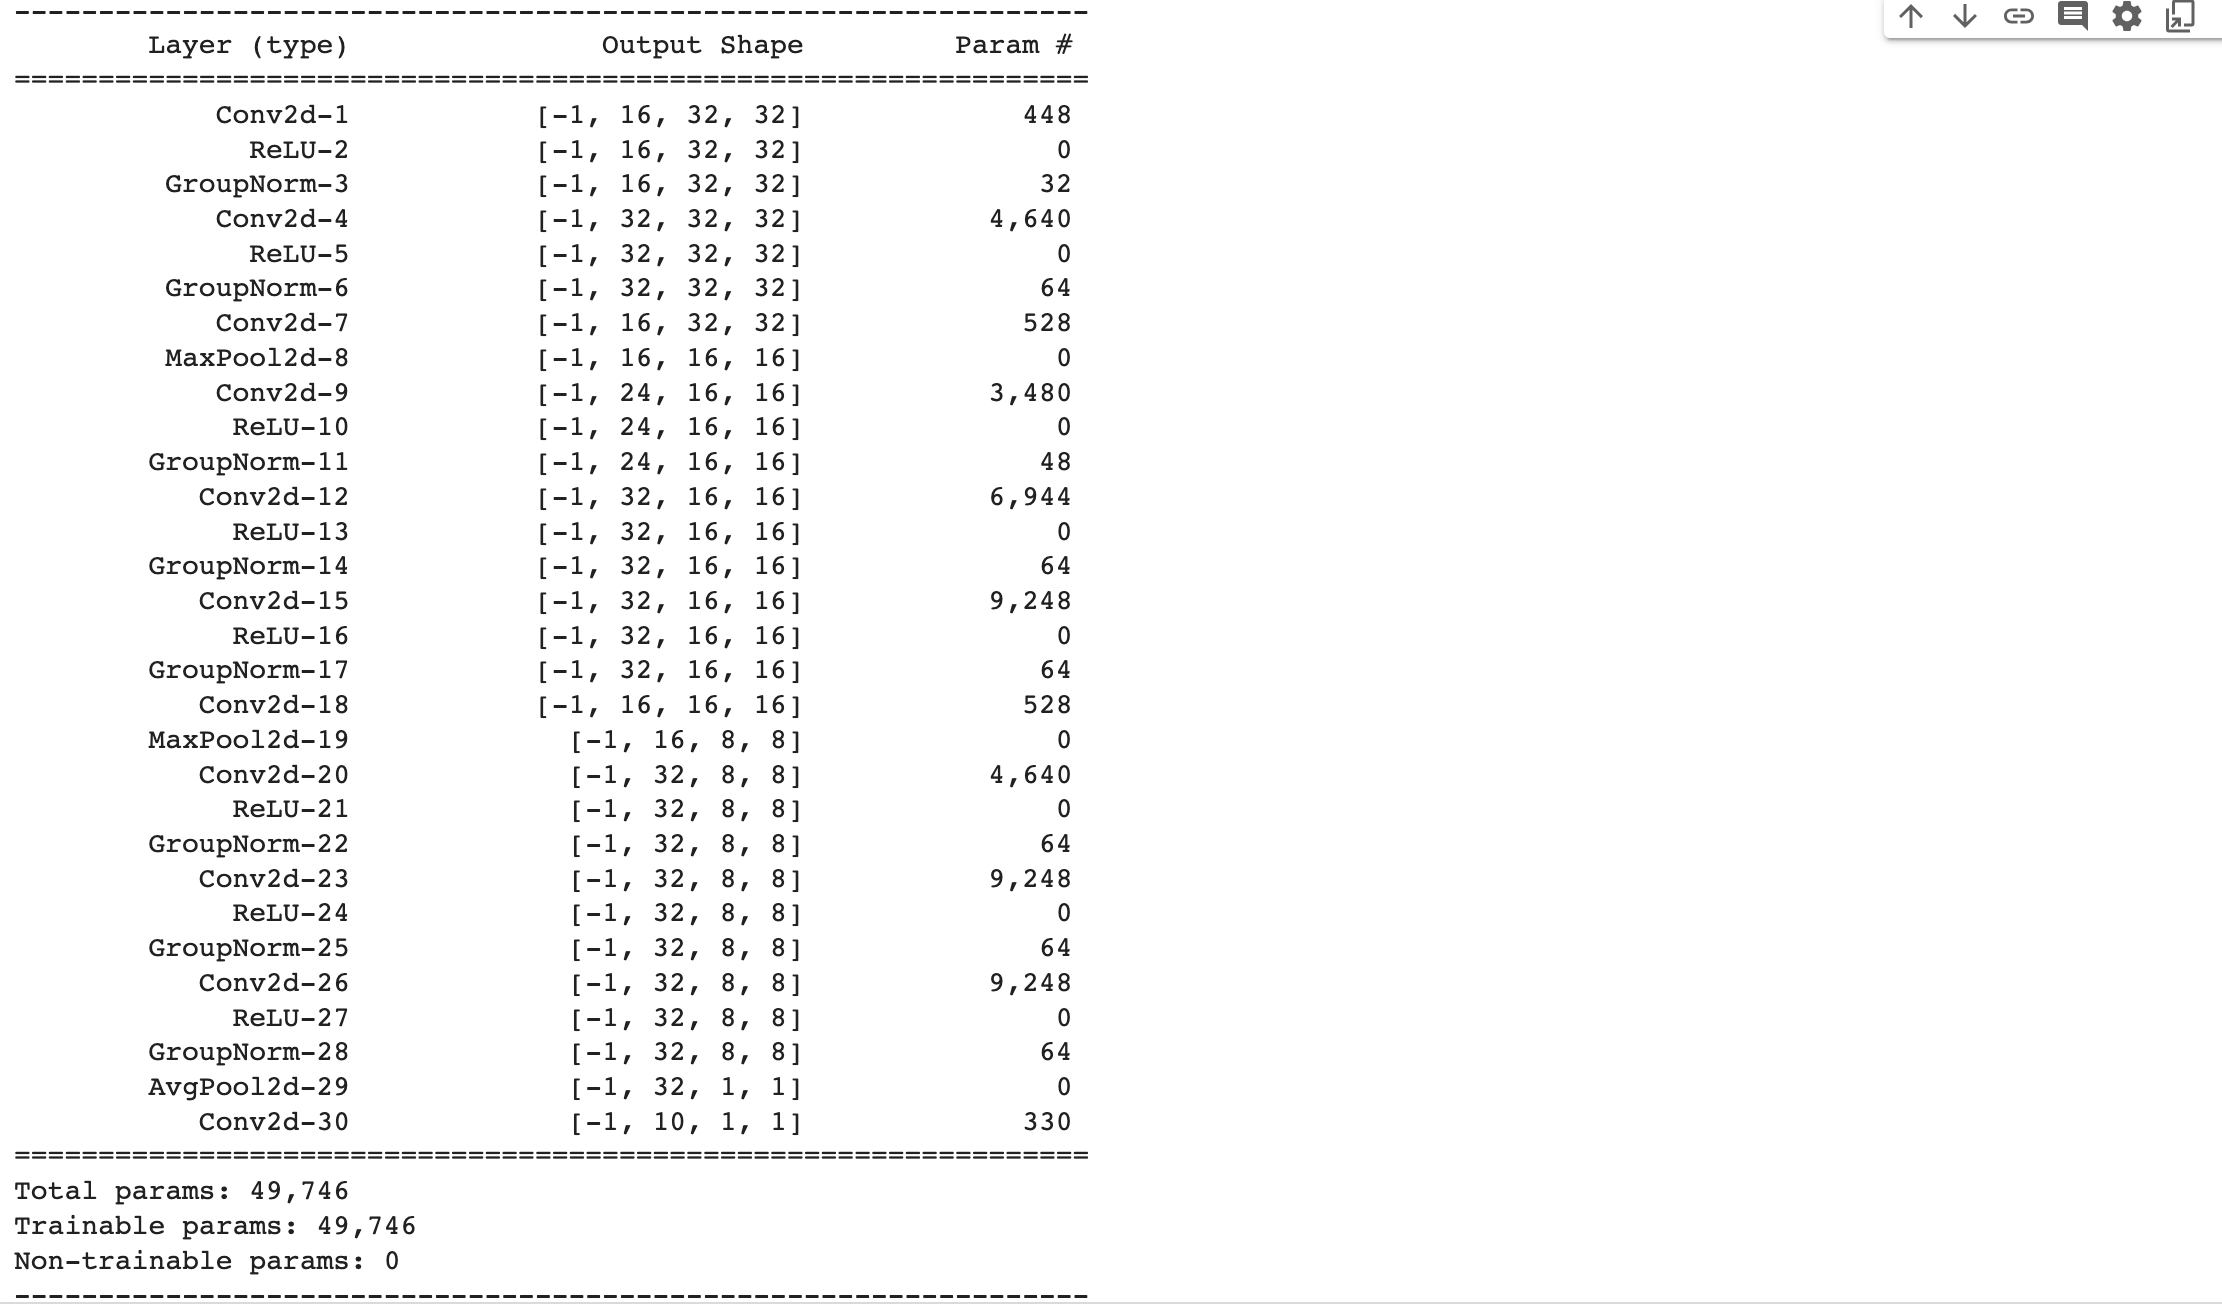 ----------------------------------------------------------------
Layer (type) Output Shape Param #
================================================================
Conv2d-1 [-1, 16, 32, 32] 448
ReLU-2 [-1, 16, 32, 32] 0
GroupNorm-3 [-1, 16, 32, 32] 32
Conv2d-4 [-1, 32, 32, 32] 4,640
ReLU-5 [-1, 32, 32, 32] 0
GroupNorm-6 [-1, 32, 32, 32] 64
Conv2d-7 [-1, 16, 32, 32] 528
MaxPool2d-8 [-1, 16, 16, 16] 0
Conv2d-9 [-1, 24, 16, 16] 3,480
ReLU-10 [-1, 24, 16, 16] 0
GroupNorm-11 [-1, 24, 16, 16] 48
Conv2d-12 [-1, 32, 16, 16] 6,944
ReLU-13 [-1, 32, 16, 16] 0
GroupNorm-14 [-1, 32, 16, 16] 64
Conv2d-15 [-1, 32, 16, 16] 9,248
ReLU-16 [-1, 32, 16, 16] 0
GroupNorm-17 [-1, 32, 16, 16] 64
Conv2d-18 [-1, 16, 16, 16] 528
MaxPool2d-19 [-1, 16, 8, 8] 0
Conv2d-20 [-1, 32, 8, 8] 4,640
ReLU-21 [-1, 32, 8, 8] 0
GroupNorm-22 [-1, 32, 8, 8] 64
Conv2d-23 [-1, 32, 8, 8] 9,248
ReLU-24 [-1, 32, 8, 8] 0
GroupNorm-25 [-1, 32, 8, 8] 64
Conv2d-26 [-1, 32, 8, 8] 9,248
ReLU-27 [-1, 32, 8, 8] 0
GroupNorm-28 [-1, 32, 8, 8] 64
AvgPool2d-29 [-1, 32, 1, 1] 0
Conv2d-30 [-1, 10, 1, 1] 330
================================================================
Total params: 49,746
Trainable params: 49,746
Non-trainable params: 0
----------------------------------------------------------------